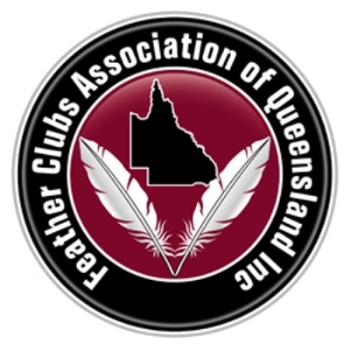 Feather Clubs Association of Queensland Inc